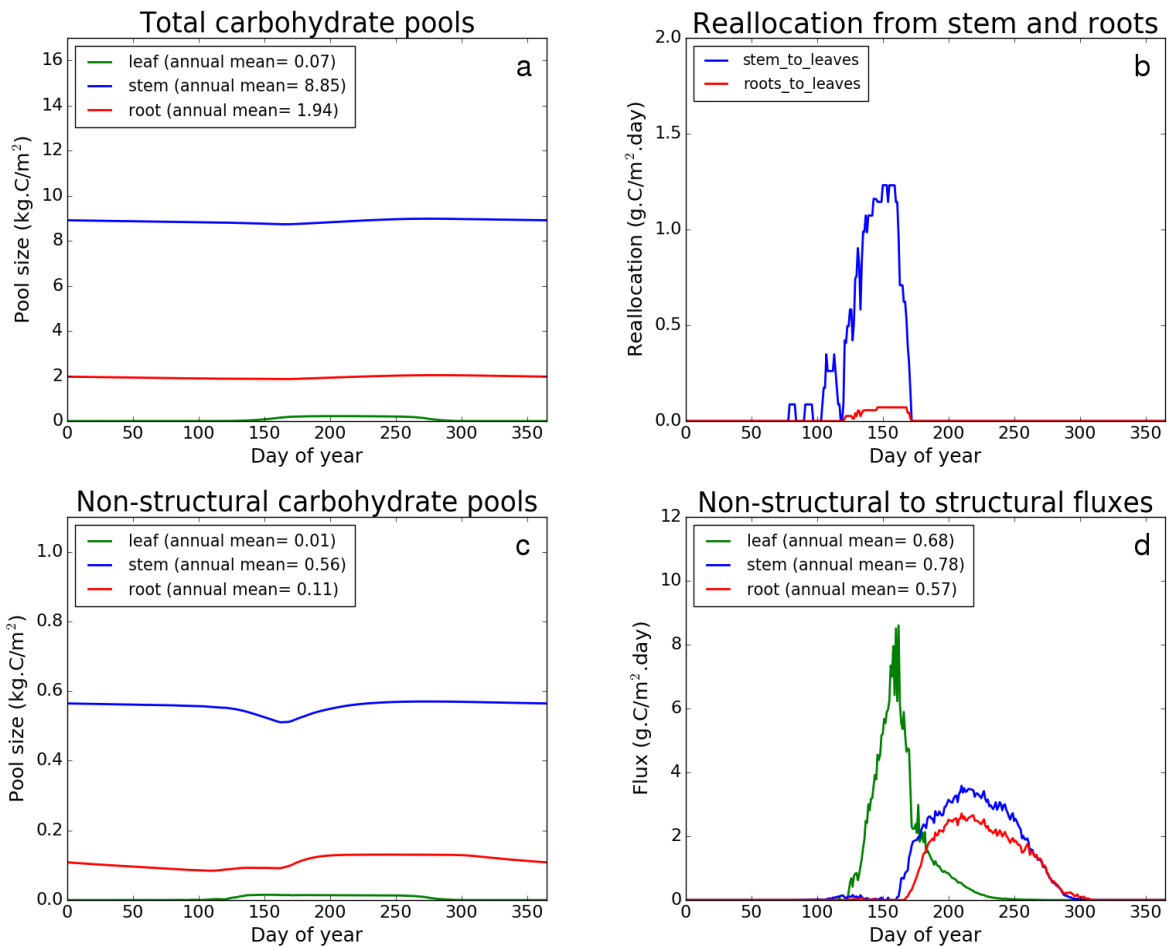 Total carbohydrate pools
a
leaf (annual mean= 0.07)
stem (annual mean= 8.85)
root (annual mean= 1.94)
Pool size (kg.C/m²)
16
14
12
10
8
6
4
2
0
0 50 100 150 200 250 300 350
Day of year
Reallocation from stem and roots
b
stem_to_leaves
roots_to_leaves
Reallocation (g.C/m².day)
2.0
1.5
1.0
0.5
0.0
0 50 100 150 200 250 300 350
Day of year
Non-structural carbohydrate pools
c
leaf (annual mean= 0.01)
stem (annual mean= 0.56)
root (annual mean= 0.11)
Pool size (kg.C/m²)
1.0
0.8
0.6
0.4
0.2
0.0
0 50 100 150 200 250 300 350
Day of year
Non-structural to structural fluxes
d
leaf (annual mean= 0.68)
stem (annual mean= 0.78)
root (annual mean= 0.57)
Flux (g.C/m².day)
12
10
8
6
4
2
0
0 50 100 150 200 250 300 350
Day of year